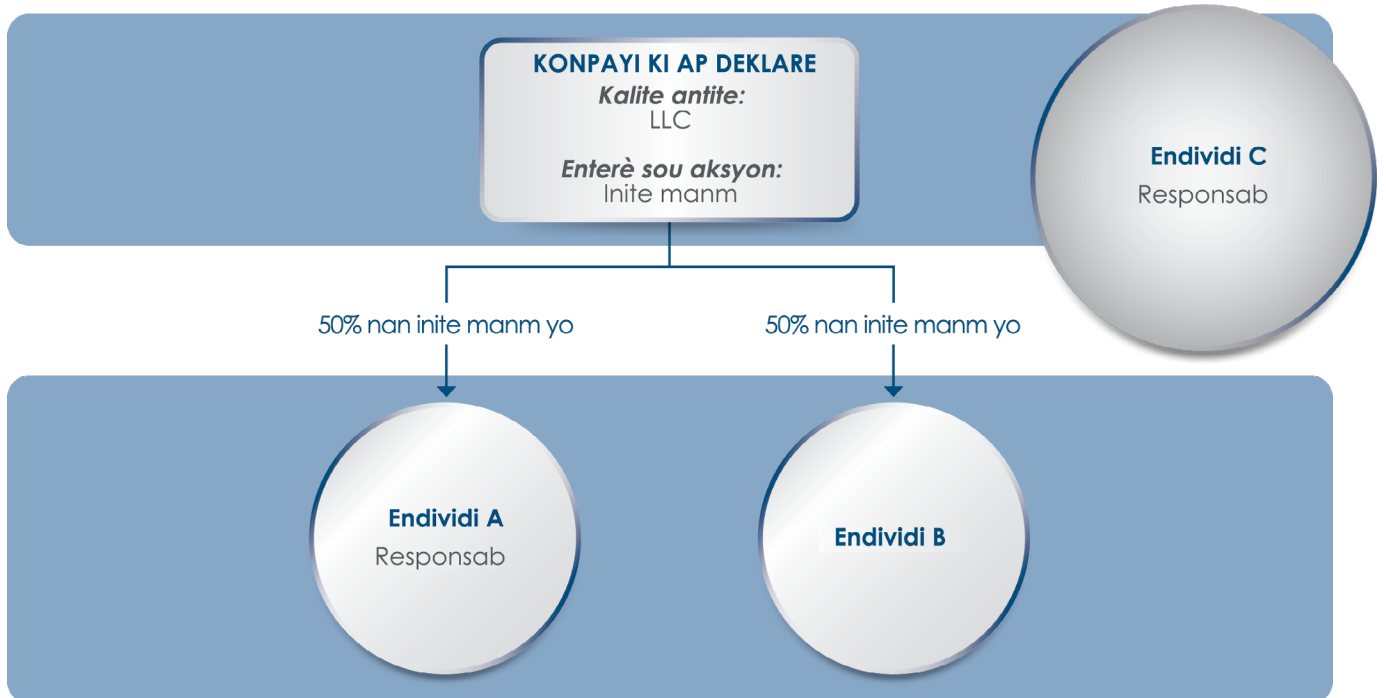 KONPAYI KI AP DEKLARE
Kalite antite:
LLC
Enterè sou aksyon:
Inite manm
Endividi C
Responsab
50% nan inite manm yo
50% nan inite manm yo
Endividi A
Responsab
Endividi B